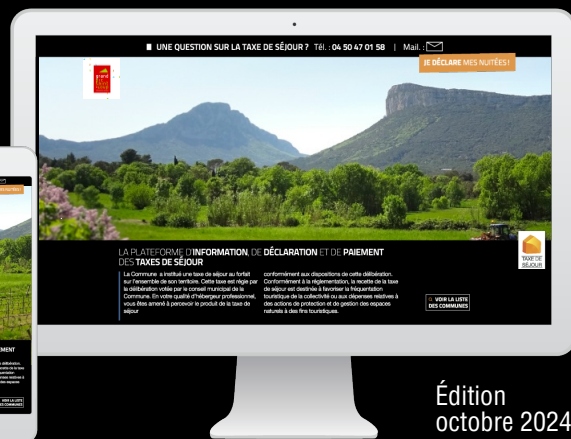 ■ UNE QUESTION SUR LA TAXE DE SÉJOUR ? Tél. : 04 50 47 01 58 | Mail. :
JE DÉCLARE MES NUITÉES !
grand
LA PLATEFORME D'INFORMATION, DE DÉCLARATION ET DE PAIEMENT
DES TAXES DE SÉJOUR
La Commune a institué une taxe de séjour au forfait
sur l'ensemble de son territoire. Cette taxe est régie par
la délibération votée par le conseil municipal de la
Commune. En votre qualité d'hébergeur professionnel,
vous êtes amené à percevoir le produit de la taxe de
séjour
conformément aux dispositions de cette délibération.
Conformément à la réglementation, la recette de la taxe
de séjour est destinée à favoriser la fréquentation
touristique de la collectivité ou aux dépenses relatives à
des actions de protection et de gestion des espaces
naturels à des fins touristiques.
TAXE DE
SÉJOUR
VOIR LA LISTE
DES COMMUNES
Édition
octobre 2024